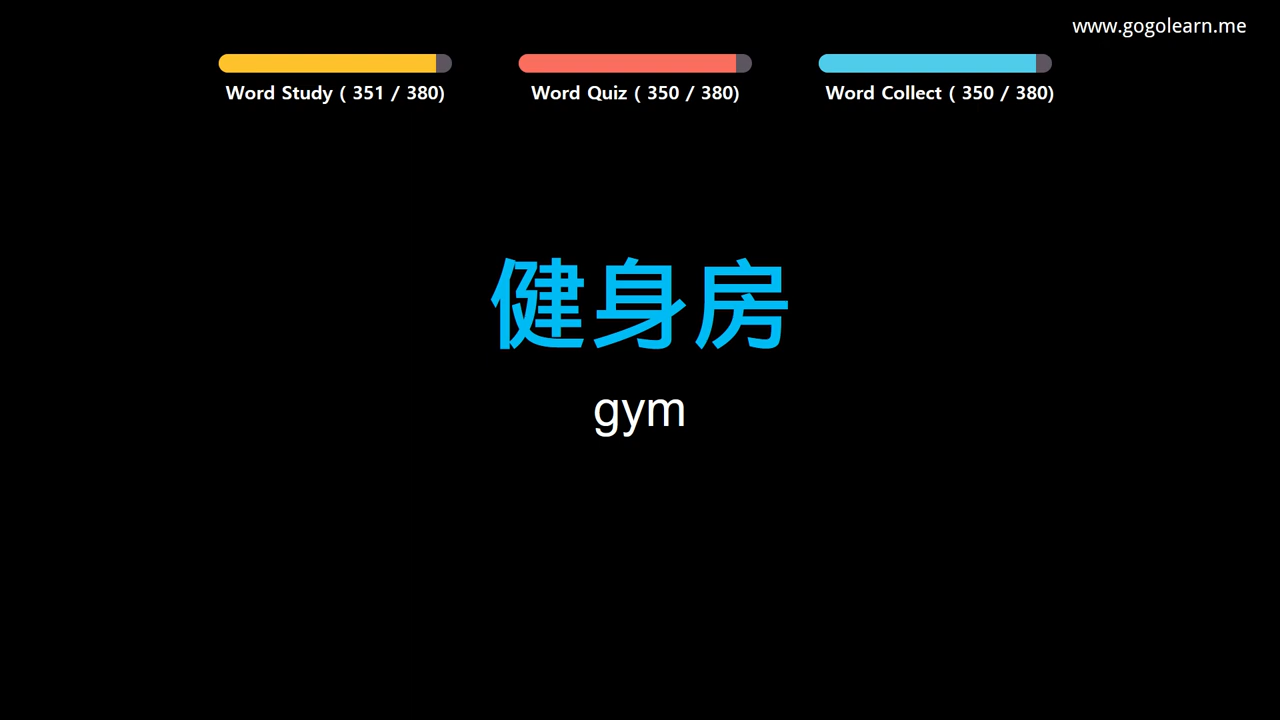 www.gogolearn.me
Word Study ( 351 / 380)
Word Quiz ( 350 / 380)
Word Collect ( 350 / 380)
健身房
gym